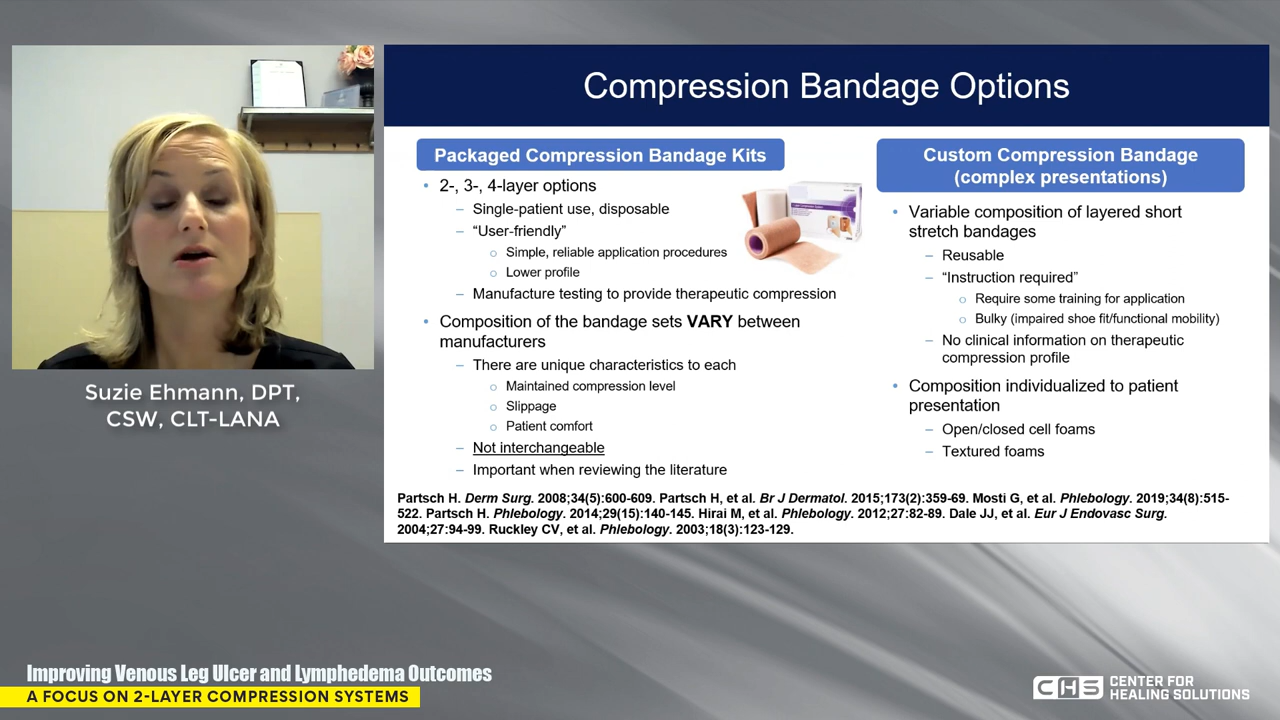 Compression Bandage Options
Packaged Compression Bandage Kits
• 2-, 3-, 4-layer options
– Single-patient use, disposable
– “User-friendly”
o Simple, reliable application procedures
o Lower profile
– Manufacture testing to provide therapeutic compression
• Composition of the bandage sets VARY between
manufacturers
– There are unique characteristics to each
o Maintained compression level
o Slippage
o Patient comfort
– Not interchangeable
– Important when reviewing the literature
Custom Compression Bandage
(complex presentations)
• Variable composition of layered short
stretch bandages
– Reusable
– “Instruction required”
o Require some training for application
o Bulky (impaired shoe fit/functional mobility)
– No clinical information on therapeutic
compression profile
• Composition individualized to patient
presentation
– Open/closed cell foams
– Textured foams
Partsch H. Derm Surg. 2008;34(5):600-609. Partsch H, et al. Br J Dermatol. 2015;173(2):359-69. Mosti G, et al. Phlebology. 2019;34(8):515-
522. Partsch H. Phlebology. 2014;29(15):140-145. Hirai M, et al. Phlebology. 2012;27:82-89. Dale JJ, et al. Eur J Endovasc Surg.
2004;27:94-99. Ruckley CV, et al. Phlebology. 2003;18(3):123-129.
Suzie Ehmann, DPT,
CSW, CLT-LANA
Improving Venous Leg Ulcer and Lymphedema Outcomes
A FOCUS ON 2-LAYER COMPRESSION SYSTEMS
CHS CENTER FOR
HEALING SOLUTIONS